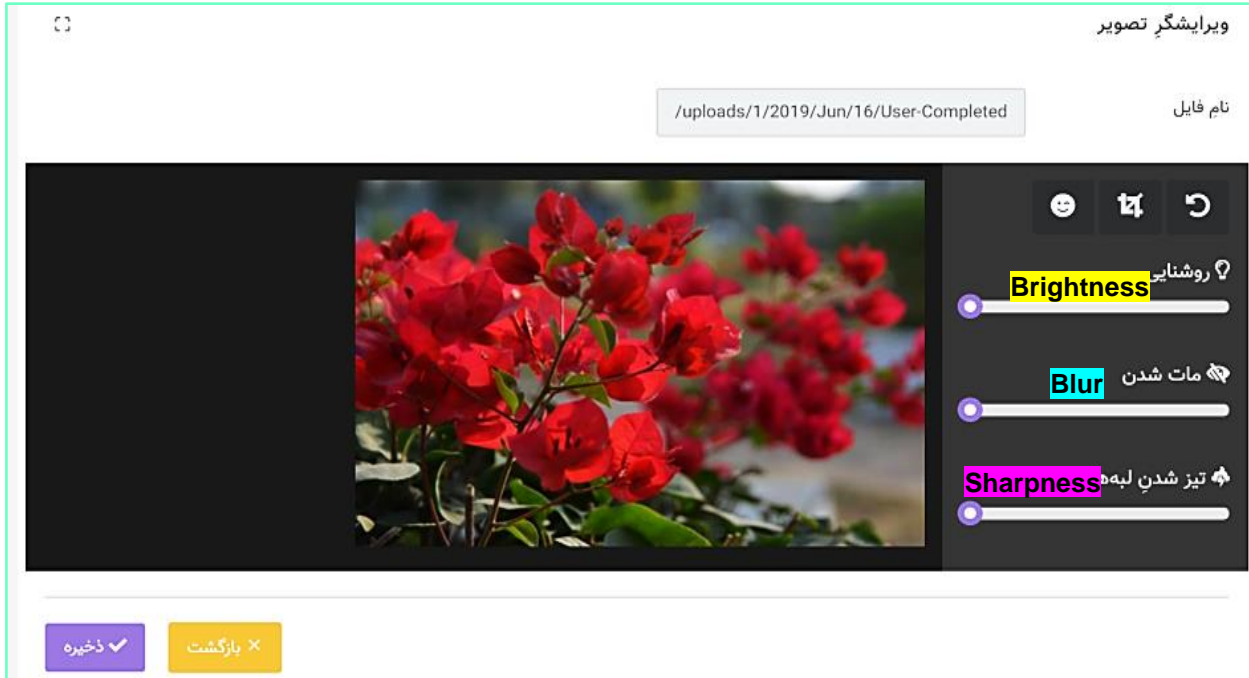 ویرایشگرِ تصویر
نامِ فایل
/uploads/1/2019/Jun/16/User-Completed
روشنایی
Brightness
مات شدن
Blur
تیز شدنِ
Sharpness
بازگشت
ذخیره